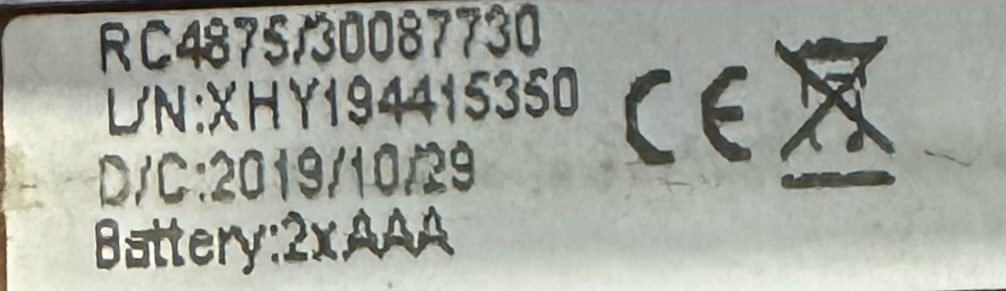 RC4875/30087730
L/N:XHY194415350
D/C:2019/10/29
Battery:2xAAA
CE